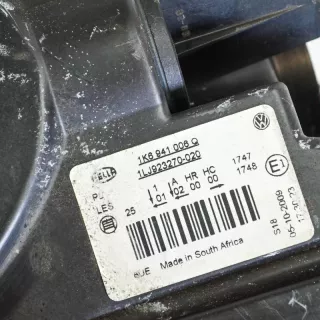 1K6 941 006 Q
1LJ923270-020
HELLA
1 A HR HC
01 02 00 00
25
1747
1748
E1
S18
05-10-2009
BUE Made in South Africa